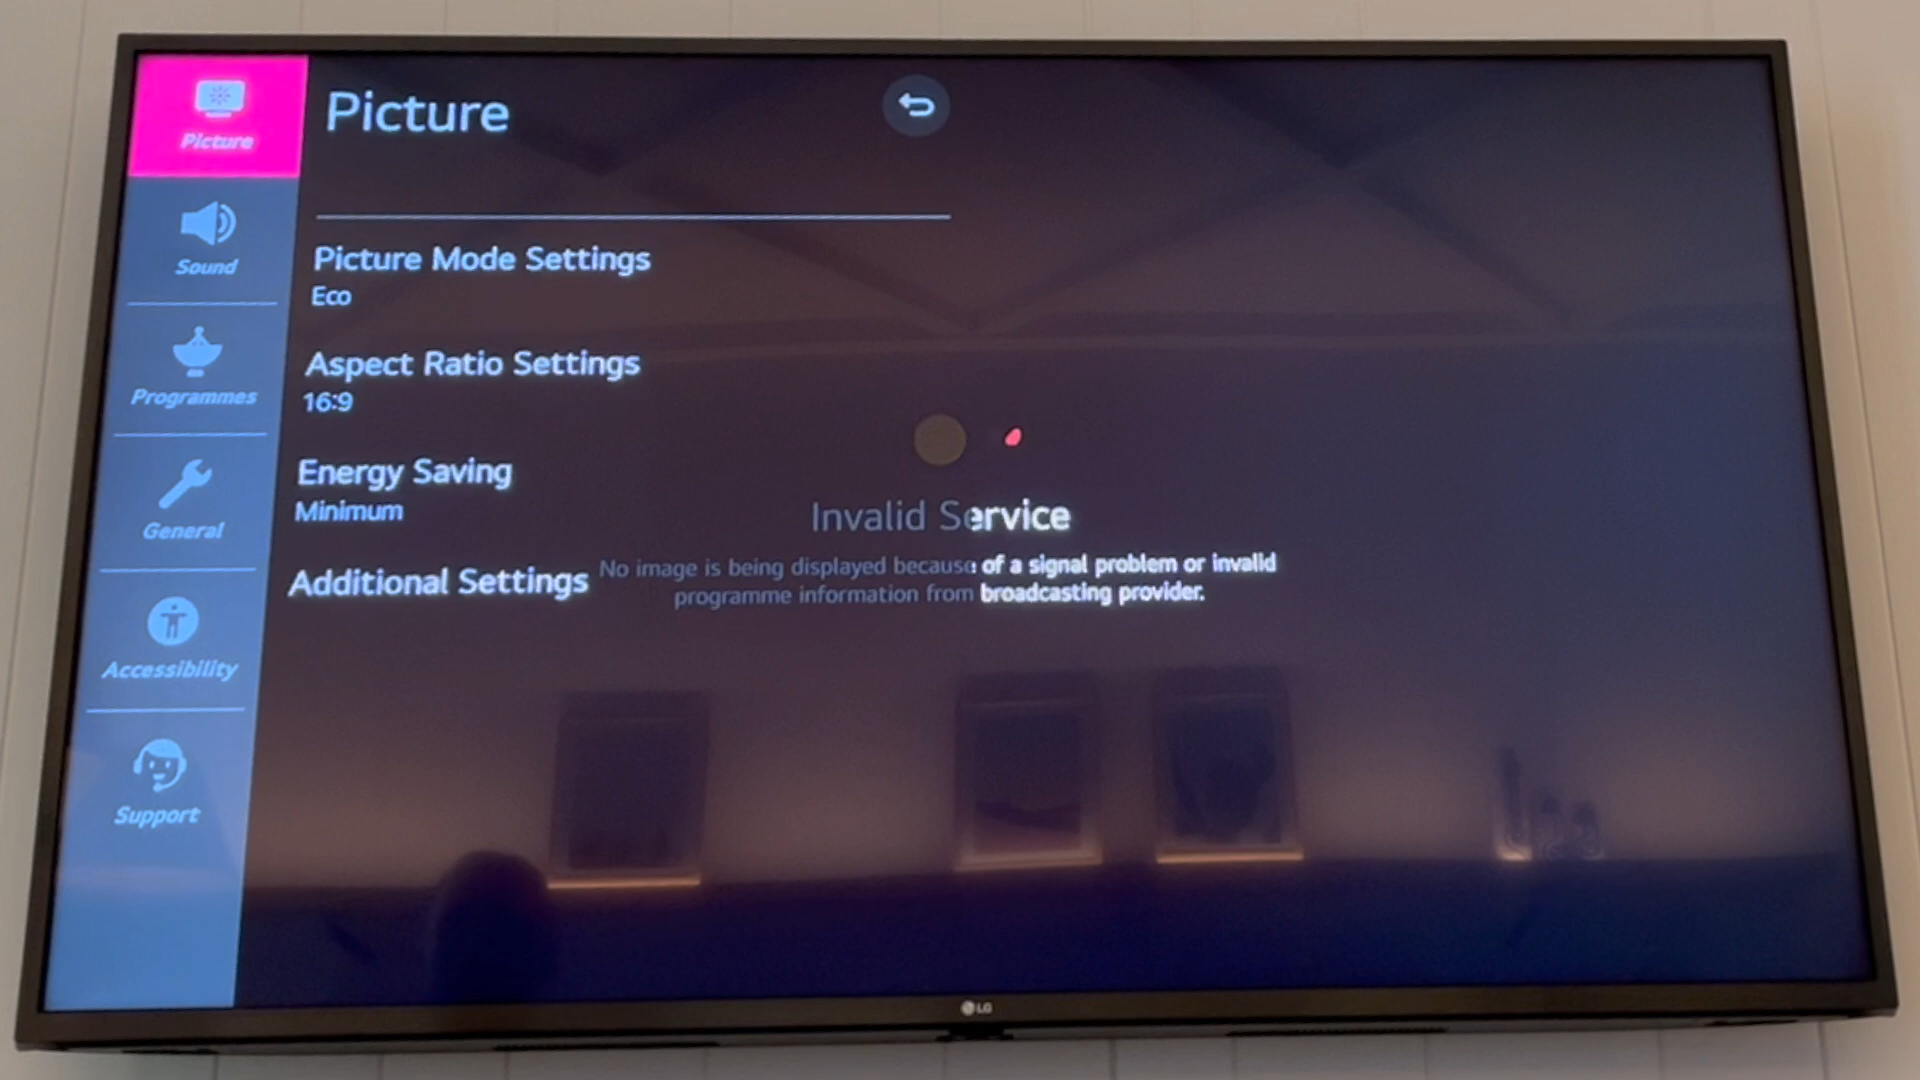 Picture
Sound
Programmes
General
Accessibility
Support
Picture
Picture Mode Settings
Eco
Aspect Ratio Settings
16:9
Energy Saving
Minimum
Additional Settings
Invalid Service
No image is being displayed because of a signal problem or invalid
programme information from broadcasting provider.
LG